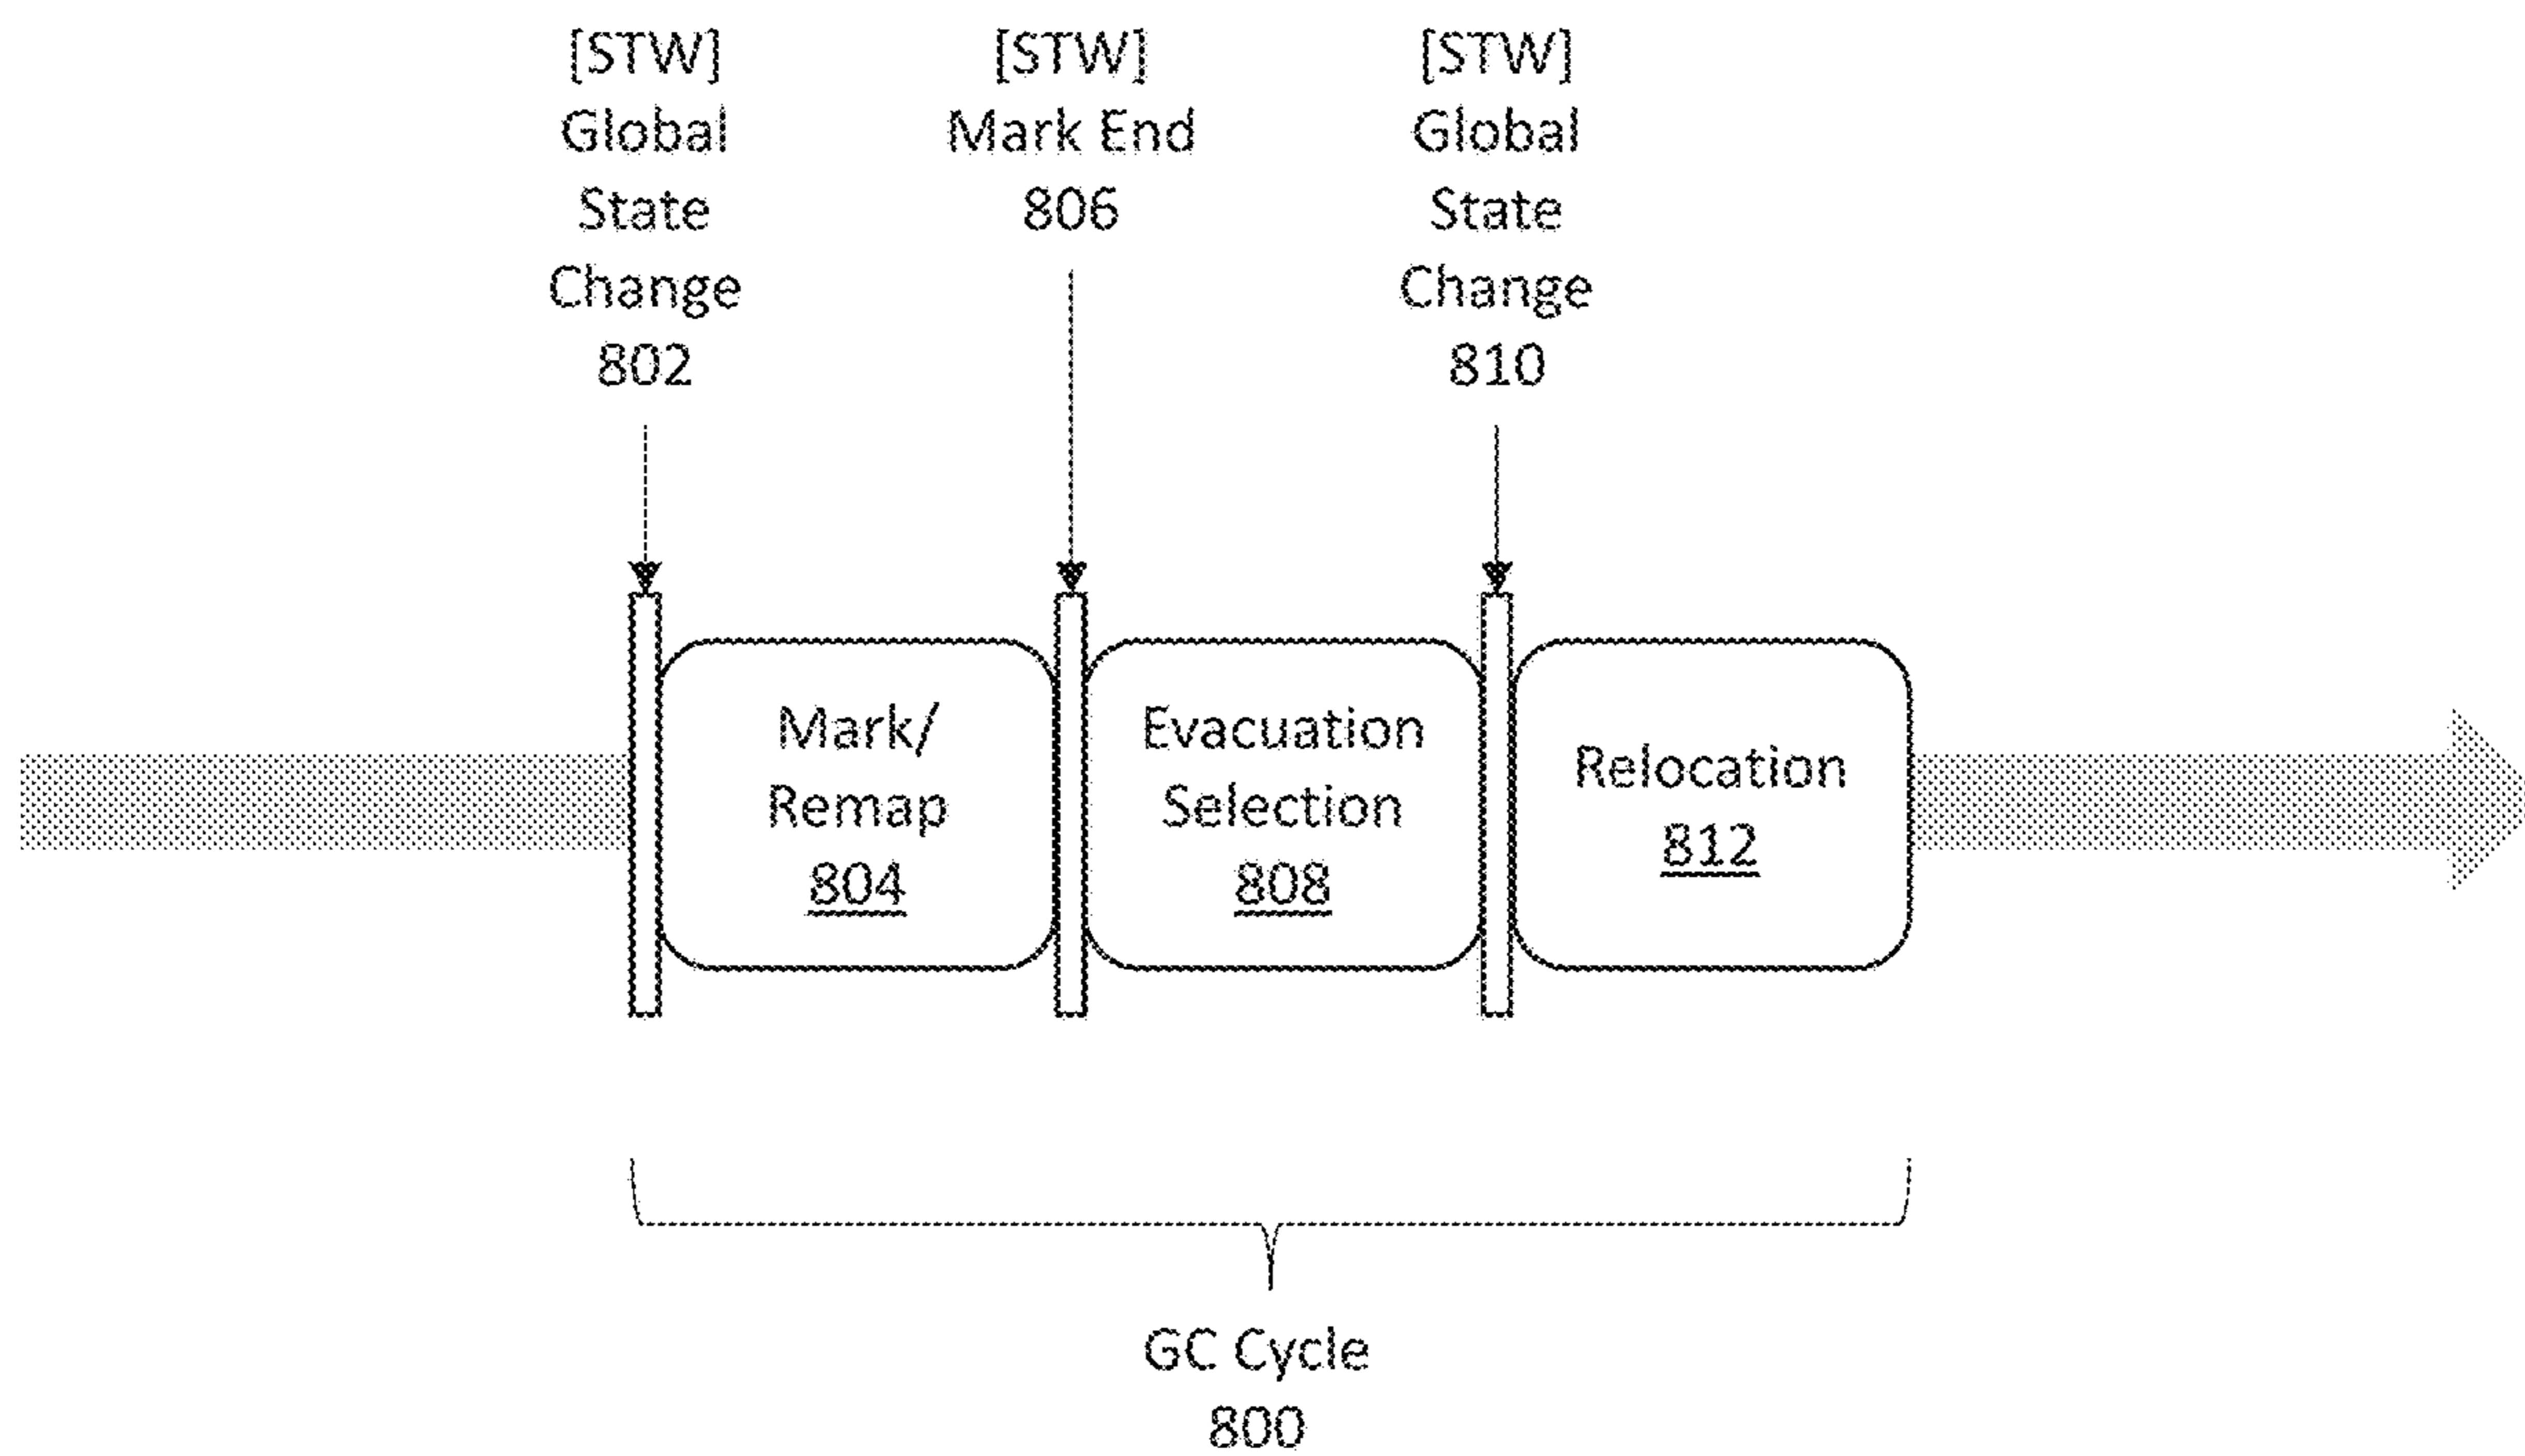 [STW]
Global
State
Change
802
[STW]
Mark End
806
[STW]
Global
State
Change
810
Mark/
Remap
804
Evacuation
Selection
808
Relocation
812
GC Cycle
800